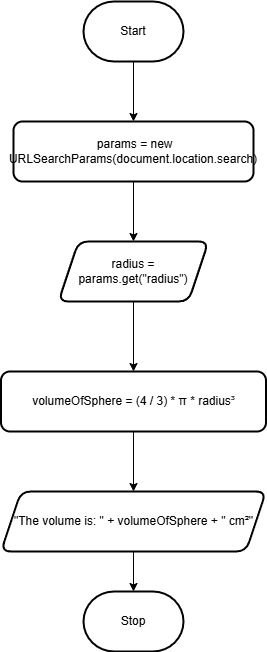 Start
params = new
URLSearchParams(document.location.search)
radius =
params.get("radius")
volumeOfSphere = (4 / 3) * π * radius³
"The volume is: " + volumeOfSphere + " cm²"
Stop